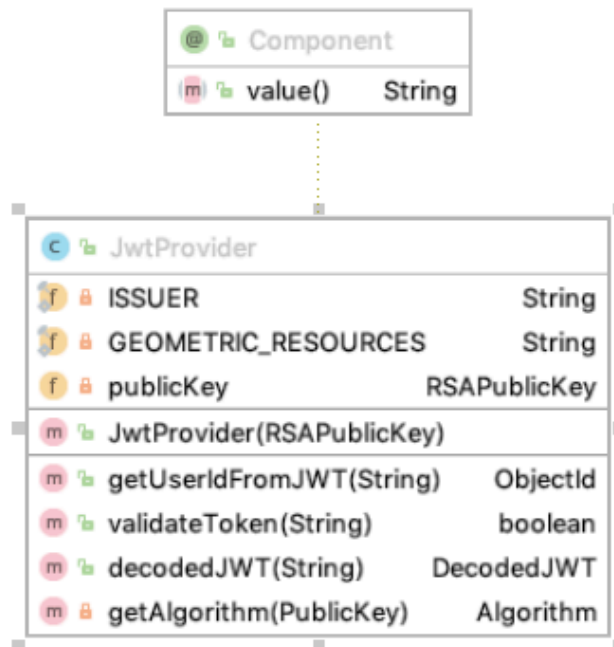 @ Component
m value() String
c JwtProvider
f ISSUER String
f GEOMETRIC_RESOURCES String
f publicKey RSAPublicKey
m JwtProvider(RSAPublicKey)
m getUserIdFromJWT(String) ObjectId
m validateToken(String) boolean
m decodedJWT(String) DecodedJWT
m getAlgorithm(PublicKey) Algorithm